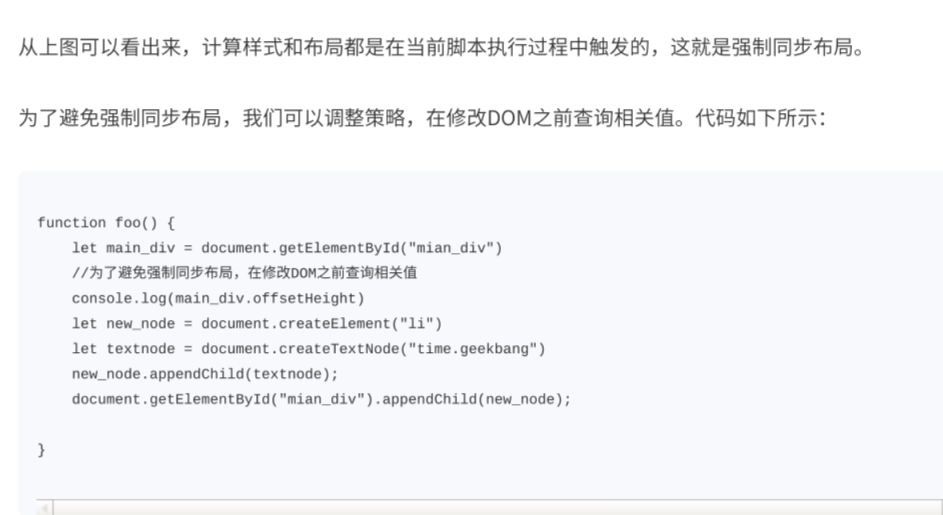 从上图可以看出来，计算样式和布局都是在当前脚本执行过程中触发的，这就是强制同步布局。
为了避免强制同步布局，我们可以调整策略，在修改DOM之前查询相关值。代码如下所示：
function foo() {
    let main_div = document.getElementById("mian_div")
    //为了避免强制同步布局，在修改DOM之前查询相关值
    console.log(main_div.offsetHeight)
    let new_node = document.createElement("li")
    let textnode = document.createTextNode("time.geekbang")
    new_node.appendChild(textnode);
    document.getElementById("mian_div").appendChild(new_node);
}